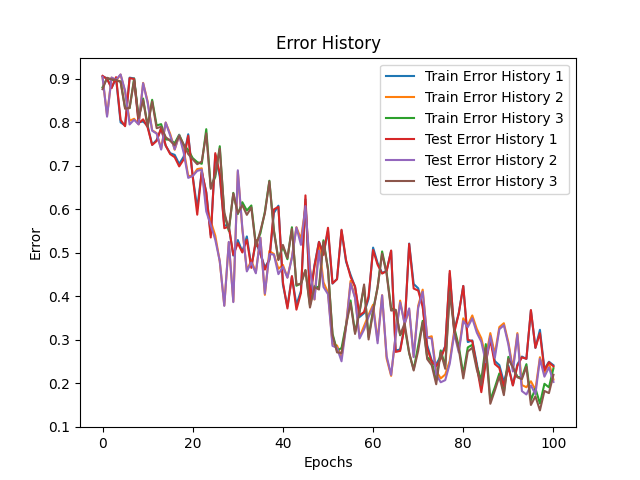 Error History
Train Error History 1
Train Error History 2
Train Error History 3
Test Error History 1
Test Error History 2
Test Error History 3
Error
0.9
0.8
0.7
0.6
0.5
0.4
0.3
0.2
0.1
0 20 40 60 80 100
Epochs